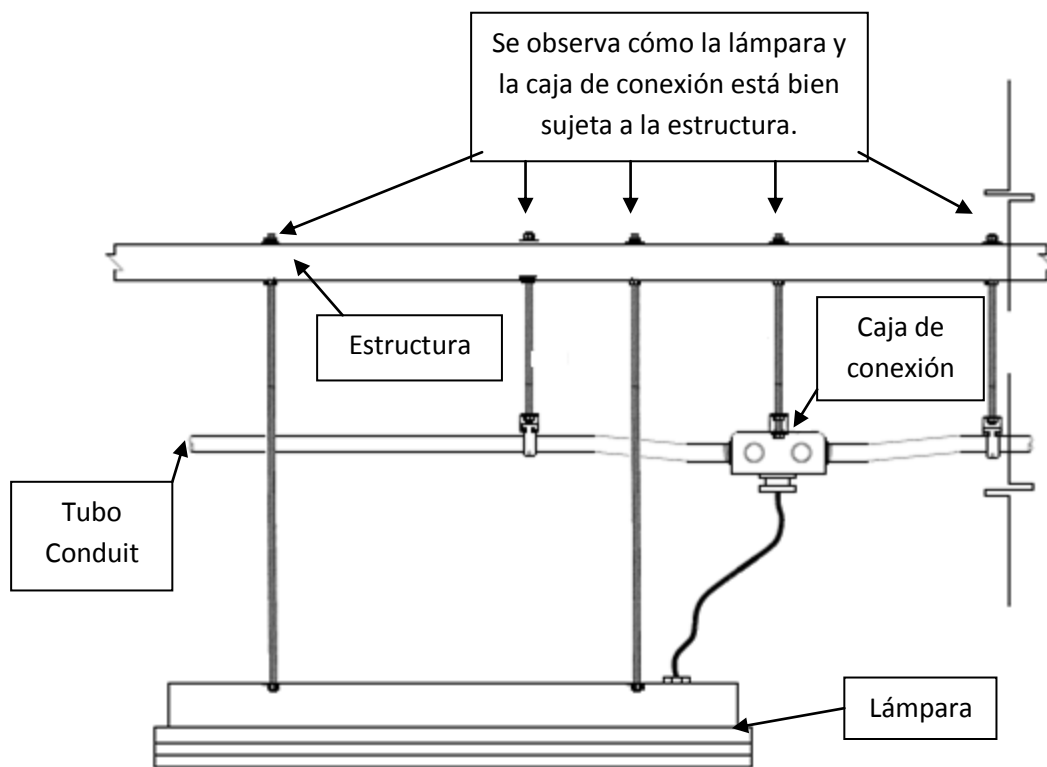 Se observa cómo la lámpara y
la caja de conexión está bien
sujeta a la estructura.
Estructura
Caja de
conexión
Tubo
Conduit
Lámpara